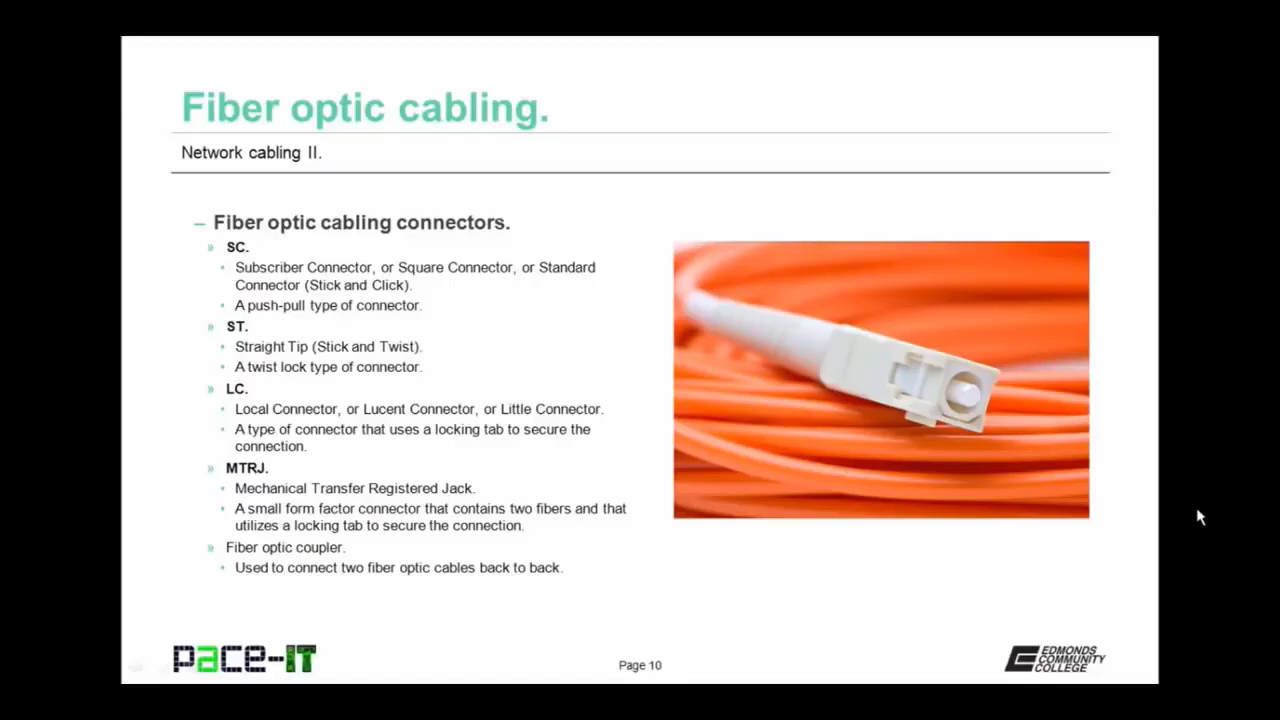 Fiber optic cabling.
Network cabling II.
– Fiber optic cabling connectors.
» SC.
• Subscriber Connector, or Square Connector, or Standard
Connector (Stick and Click).
• A push-pull type of connector.
» ST.
• Straight Tip (Stick and Twist).
• A twist lock type of connector.
» LC.
• Local Connector, or Lucent Connector, or Little Connector.
• A type of connector that uses a locking tab to secure the
connection.
» MTRJ.
• Mechanical Transfer Registered Jack.
• A small form factor connector that contains two fibers and that
utilizes a locking tab to secure the connection.
» Fiber optic coupler.
• Used to connect two fiber optic cables back to back.
pace-IT
Page 10
EDMONDS
COMMUNITY
COLLEGE